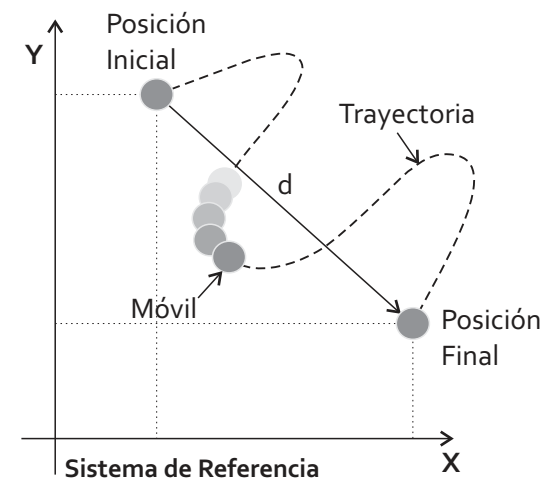 Posición
Inicial
Y
Trayectoria
d
Móvil
Posición
Final
X
Sistema de Referencia